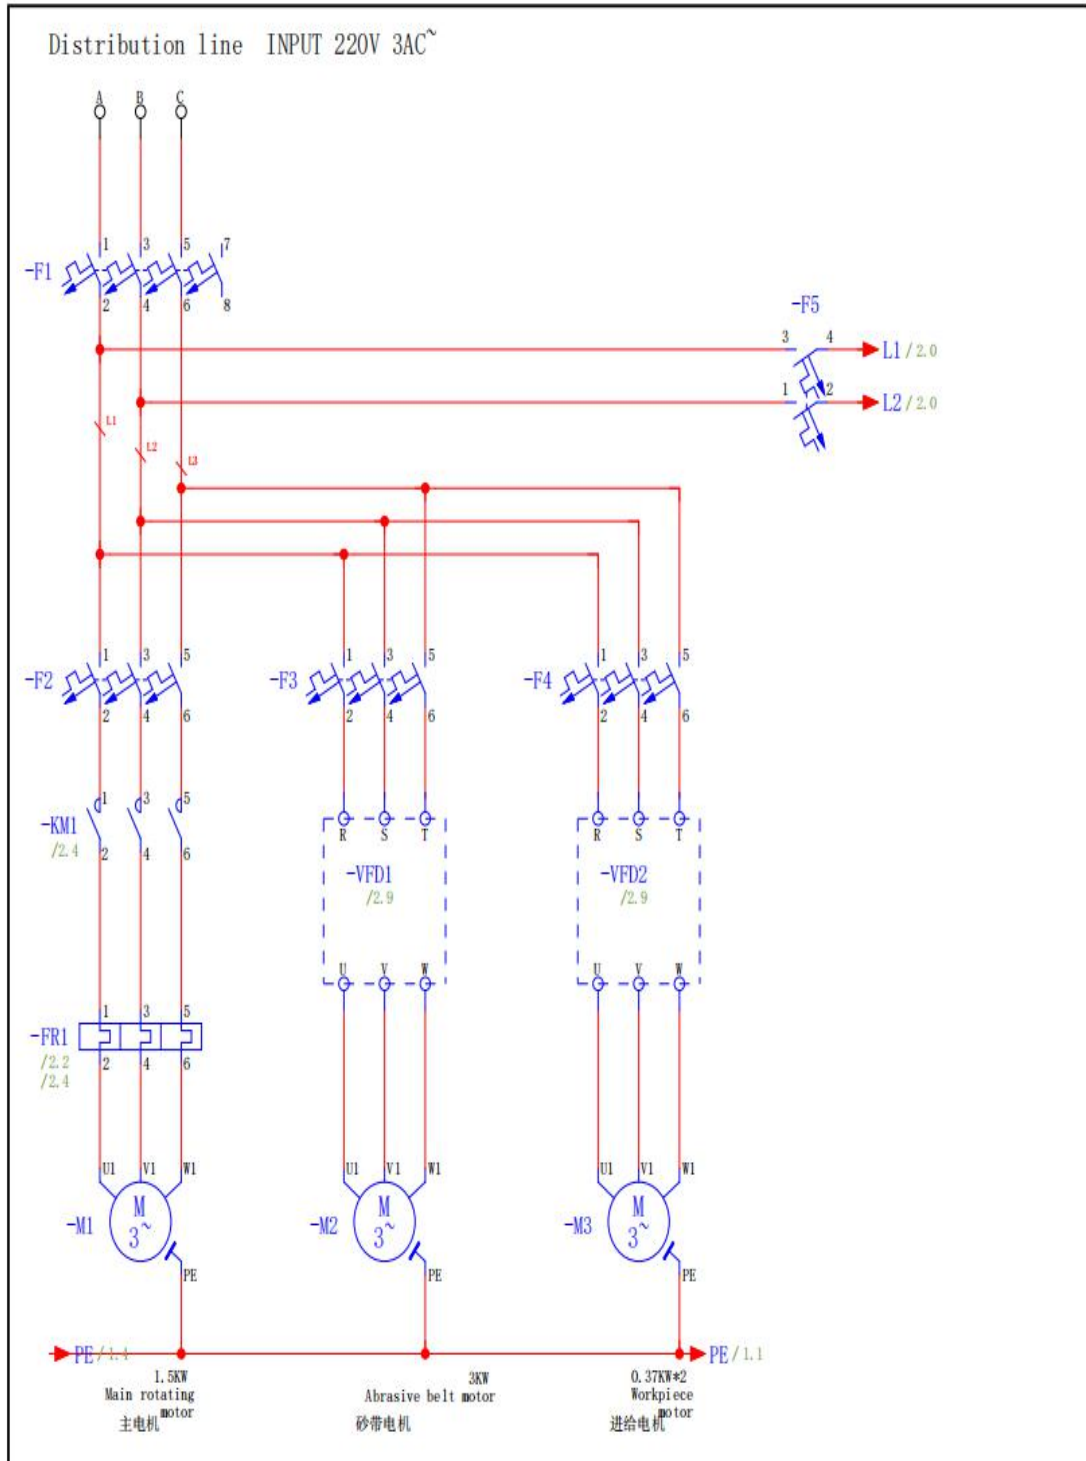 Distribution line INPUT 220V 3AC~
A B C
1 3 5 7
-F1
2 4 6 8
-F5
3 4 L1 /2.0
1 2 L2 /2.0
L1
L2
L3
1 3 5 1 3 5 1 3 5
-F2 -F3 -F4
2 4 6 2 4 6 2 4 6
1 3 5
-KM1
/2.4
2 4 6
R S T R S T
-VFD1 -VFD2
/2.9 /2.9
U V W U V W
1 3 5
-FR1
/2.2
/2.4
2 4 6
U1 V1 W1 U1 V1 W1 U1 V1 W1
M M M
-M1 3~ -M2 3~ -M3 3~
PE PE PE
PE /1.4 PE /1.1
1.5KW 3KW 0.37KW*2
Main rotating motor
主电机
Abrasive belt motor
砂带电机
Workpiece motor
进给电机